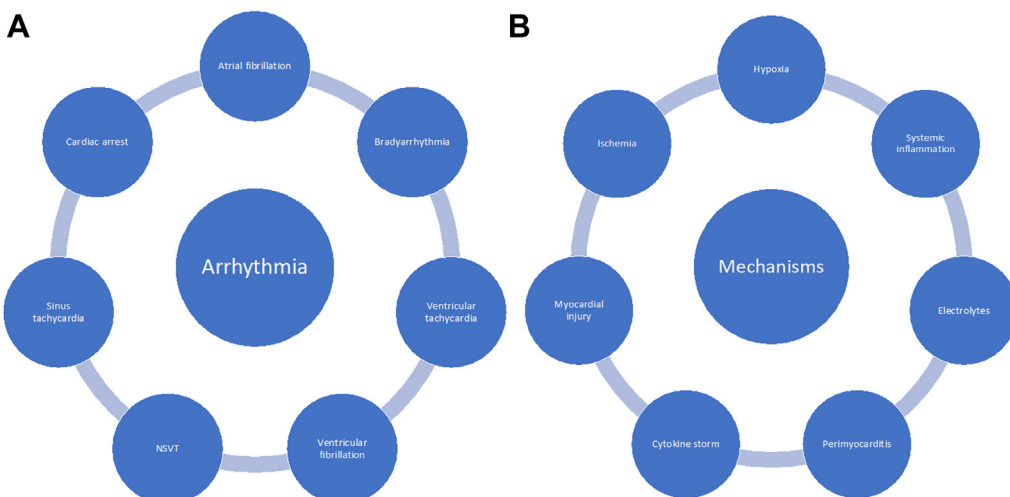 A
Atrial fibrillation
Bradyarrhythmia
Ventricular
tachycardia
Ventricular
fibrillation
NSVT
Sinus
tachycardia
Cardiac arrest
Arrhythmia
B
Hypoxia
Systemic
inflammation
Electrolytes
Perimyocarditis
Cytokine storm
Myocardial
injury
Ischemia
Mechanisms